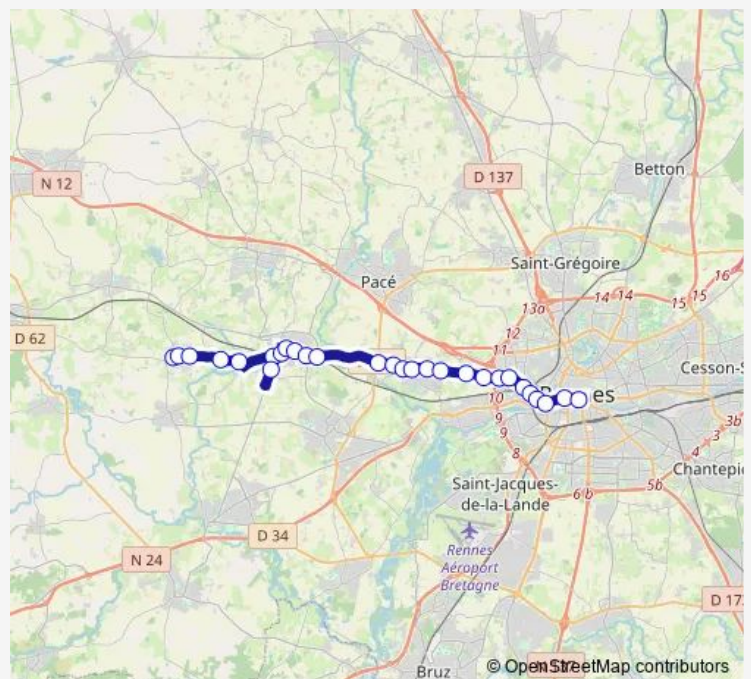 Betton
D 137
N 12
Saint-Grégoire
16
Pacé
14 14
15 15
13a
12
D 62
11
Cesson-S
10
es
9
9
3b
3
8
4
Chantepi
Saint-Jacques-
de-la-Lande
5b
6 b
D 34
Rennes
Aéroport
Bretagne
N 24
D 17
Bruz
© OpenStreetMap contributors